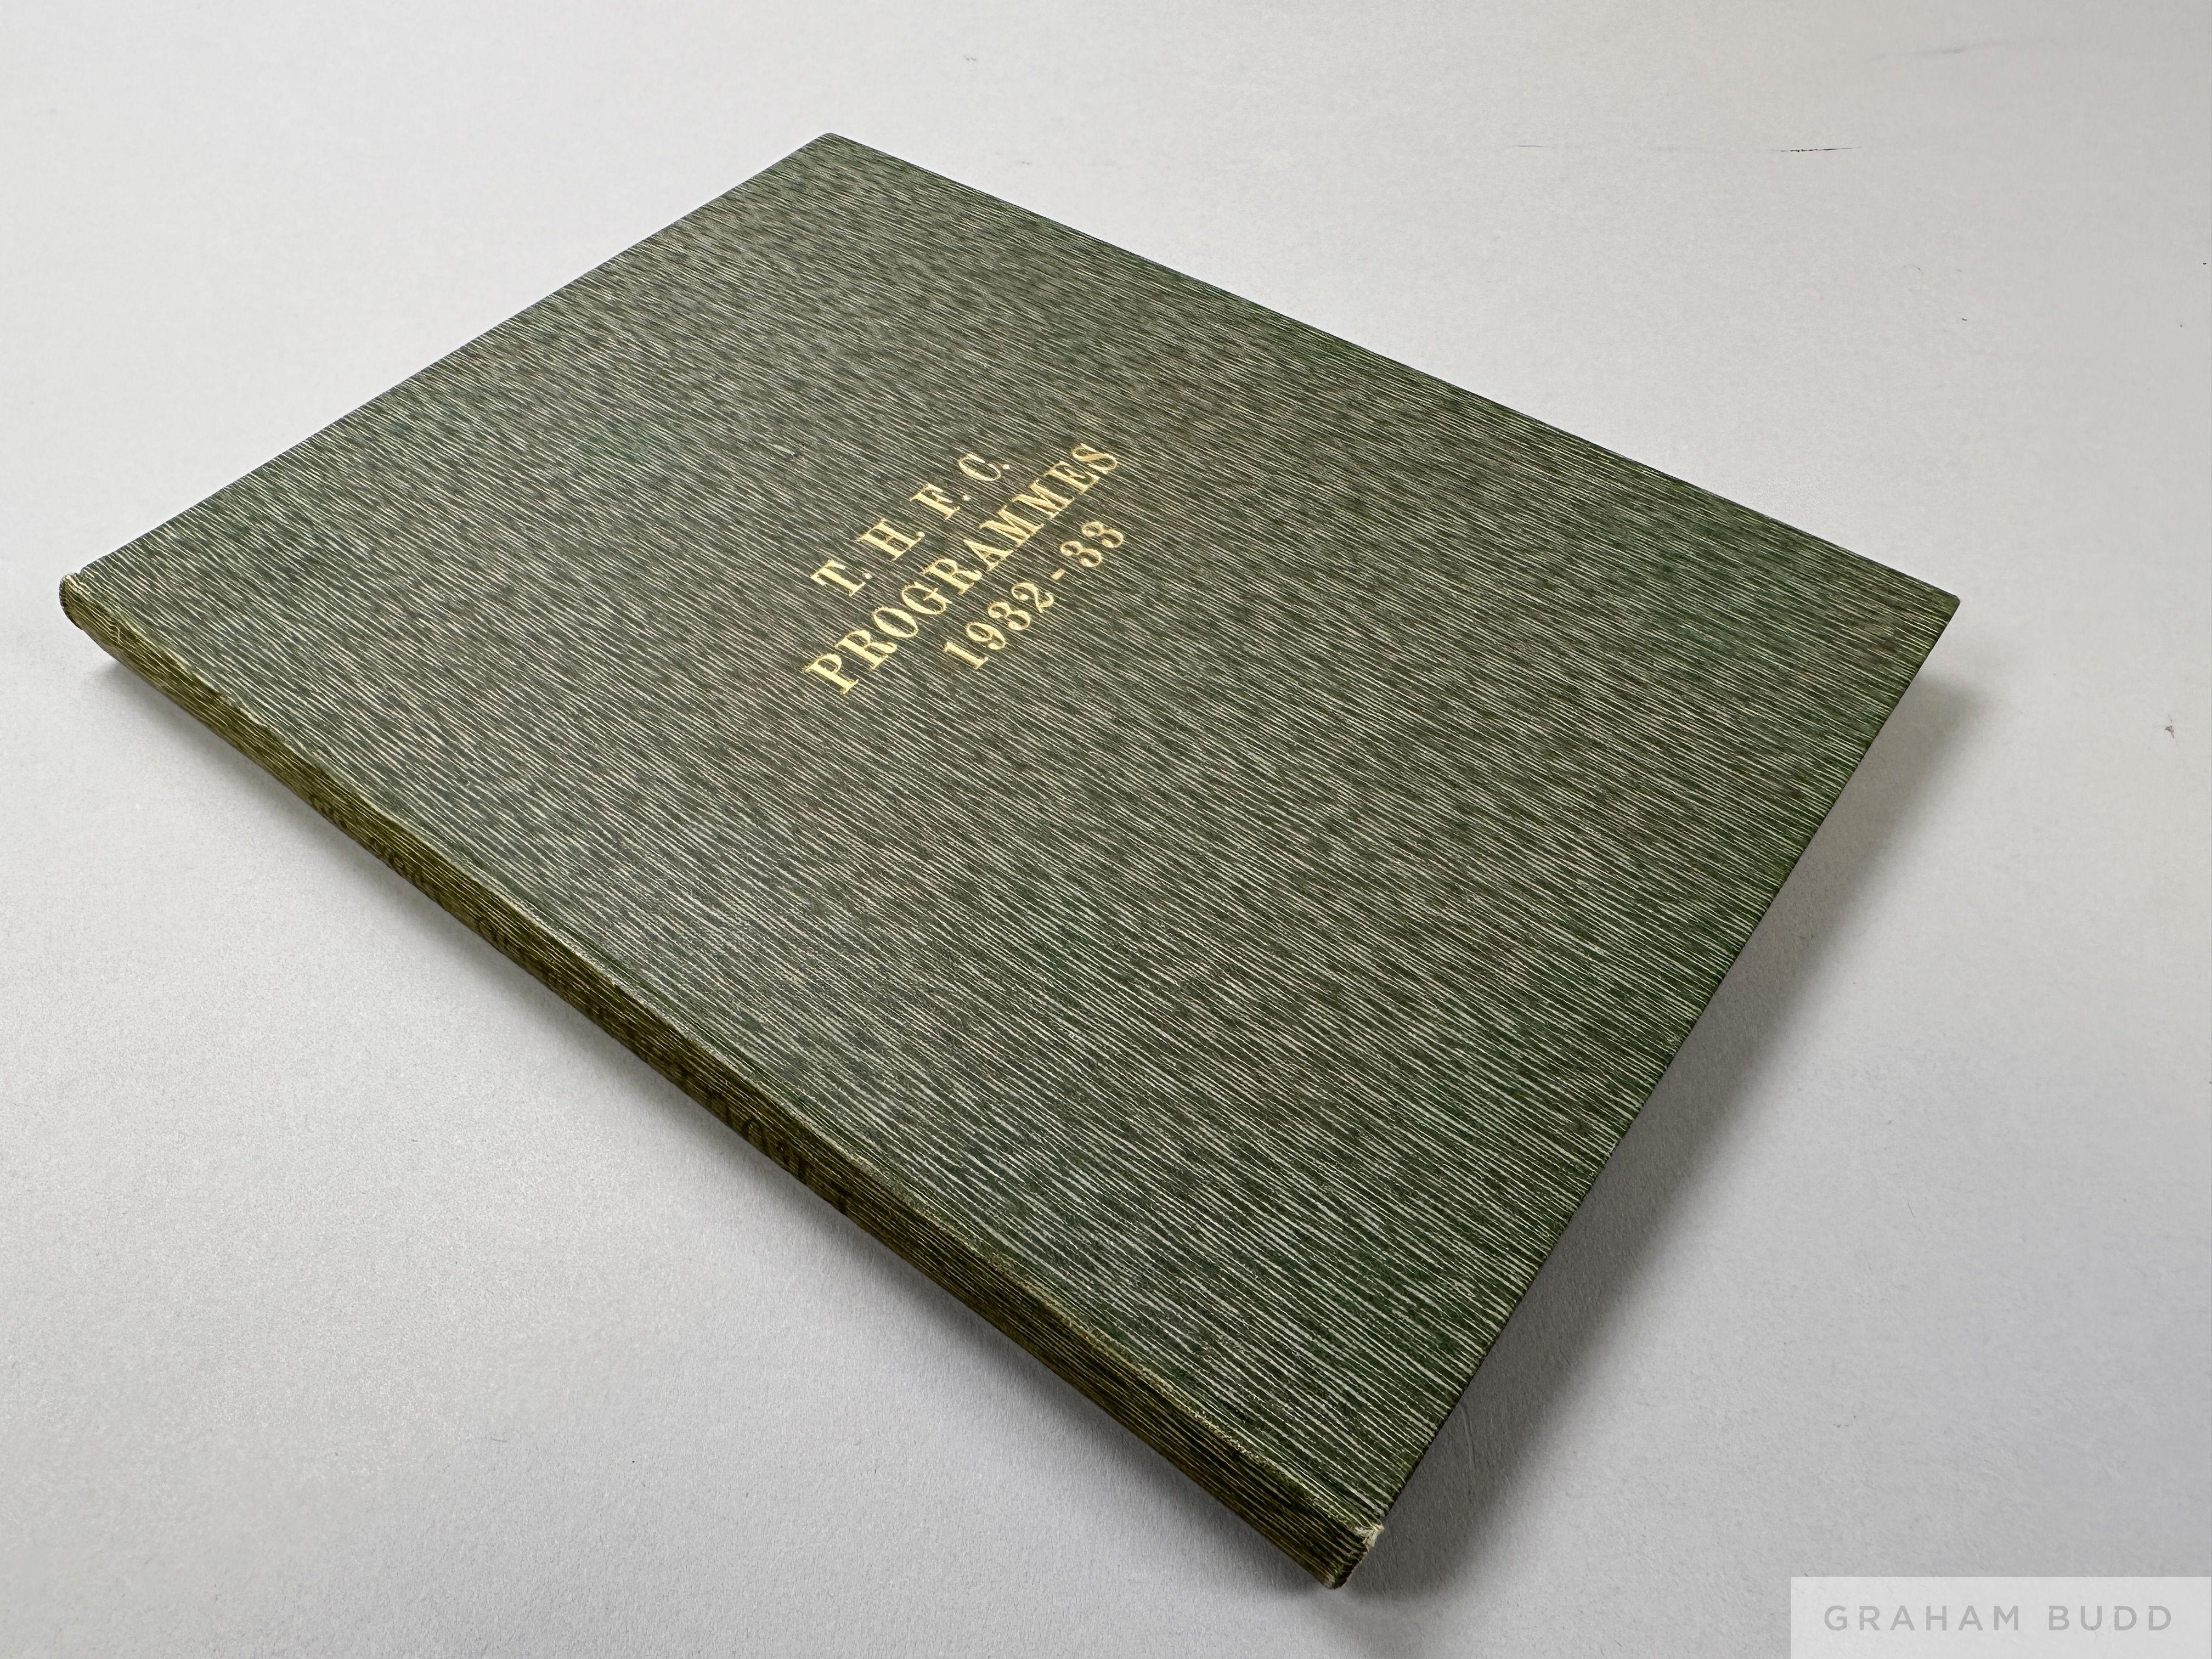 T. H. F. C.
PROGRAMMES
1932-33
GRAHAM BUDD